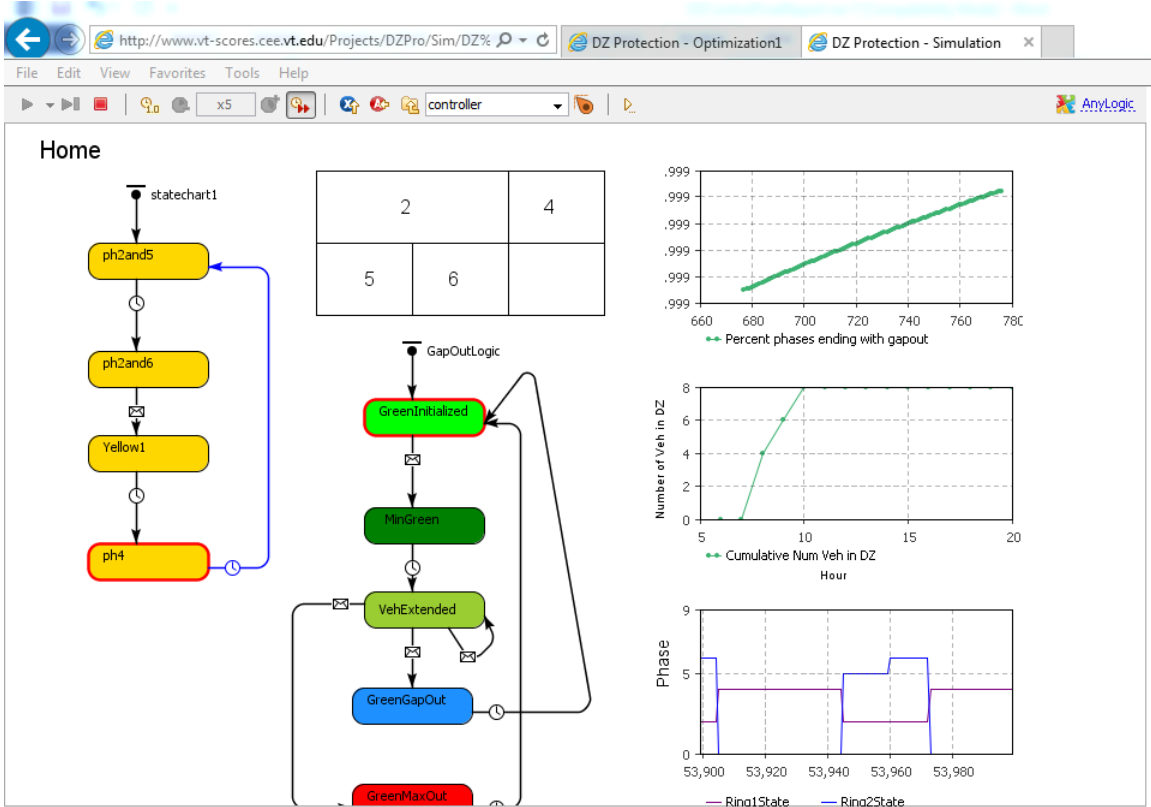 http://www.vt-scores.cee.vt.edu/Projects/DZPro/Sim/DZ%
DZ Protection - Optimization1
DZ Protection - Simulation
File Edit View Favorites Tools Help
x5
controller
AnyLogic
Home
statechart1
ph2and5
ph2and6
Yellow1
ph4
2
4
5
6
GapOutLogic
GreenInitialized
MinGreen
VehExtended
GreenGapOut
GreenMaxOut
.999
.999
.999
.999
.999
.999
660 680 700 720 740 760 780
Percent phases ending with gapout
Number of Veh in DZ
8
6
4
2
0
5 10 15 20
Cumulative Num Veh in DZ
Hour
Phase
9
5
0
53,900 53,920 53,940 53,960 53,980
Ring1State Ring2State